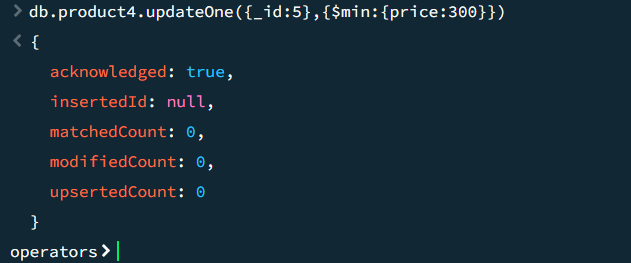 > db.product4.updateOne({_id:5},{$min:{price:300}})
< {
acknowledged: true,
insertedId: null,
matchedCount: 0,
modifiedCount: 0,
upsertedCount: 0
}
operators>